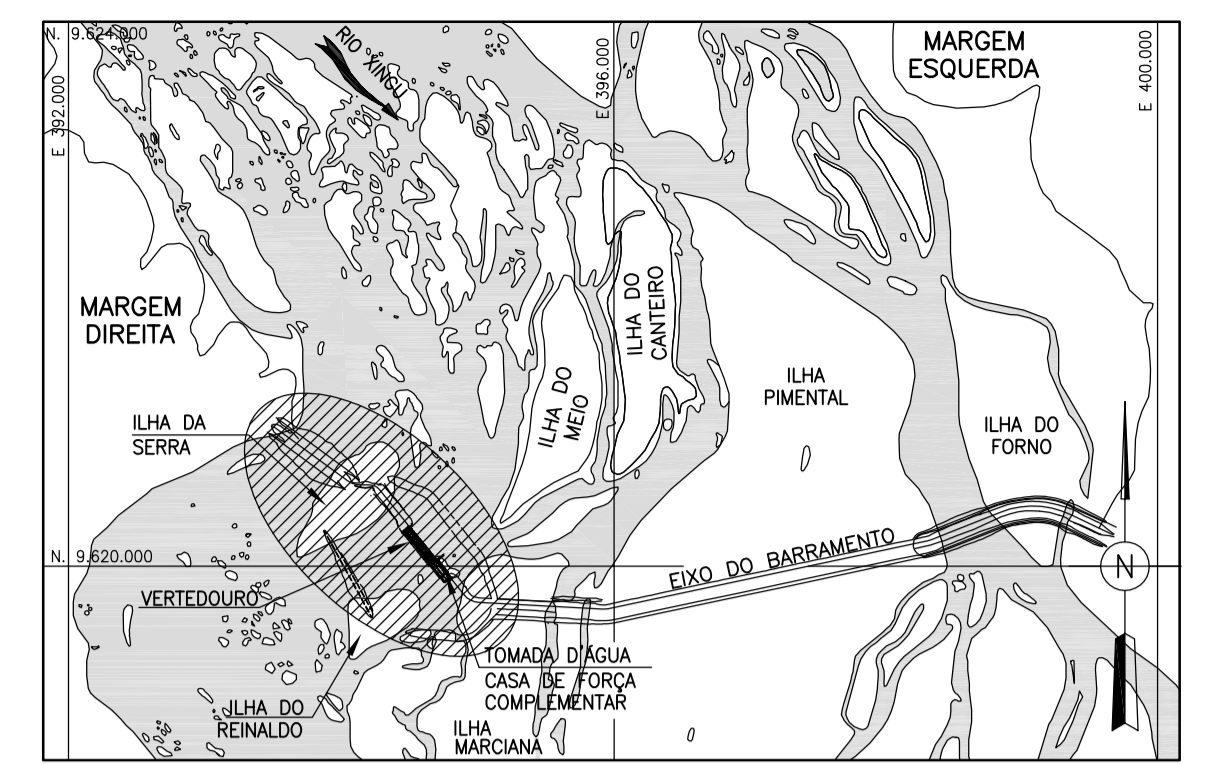 N. 9.624.000
E 392.000
RIO XINGU
E 396.000
MARGEM
ESQUERDA
E 400.000
MARGEM
DIREITA
ILHA DO
CANTEIRO
ILHA DO
MEIO
ILHA
PIMENTAL
ILHA DO
FORNO
ILHA DA
SERRA
N. 9.620.000
EIXO DO BARRAMENTO
N
VERTEDOURO
TOMADA D'ÁGUA
CASA DE FORÇA
COMPLEMENTAR
ILHA DO
REINALDO
ILHA
MARCIANA